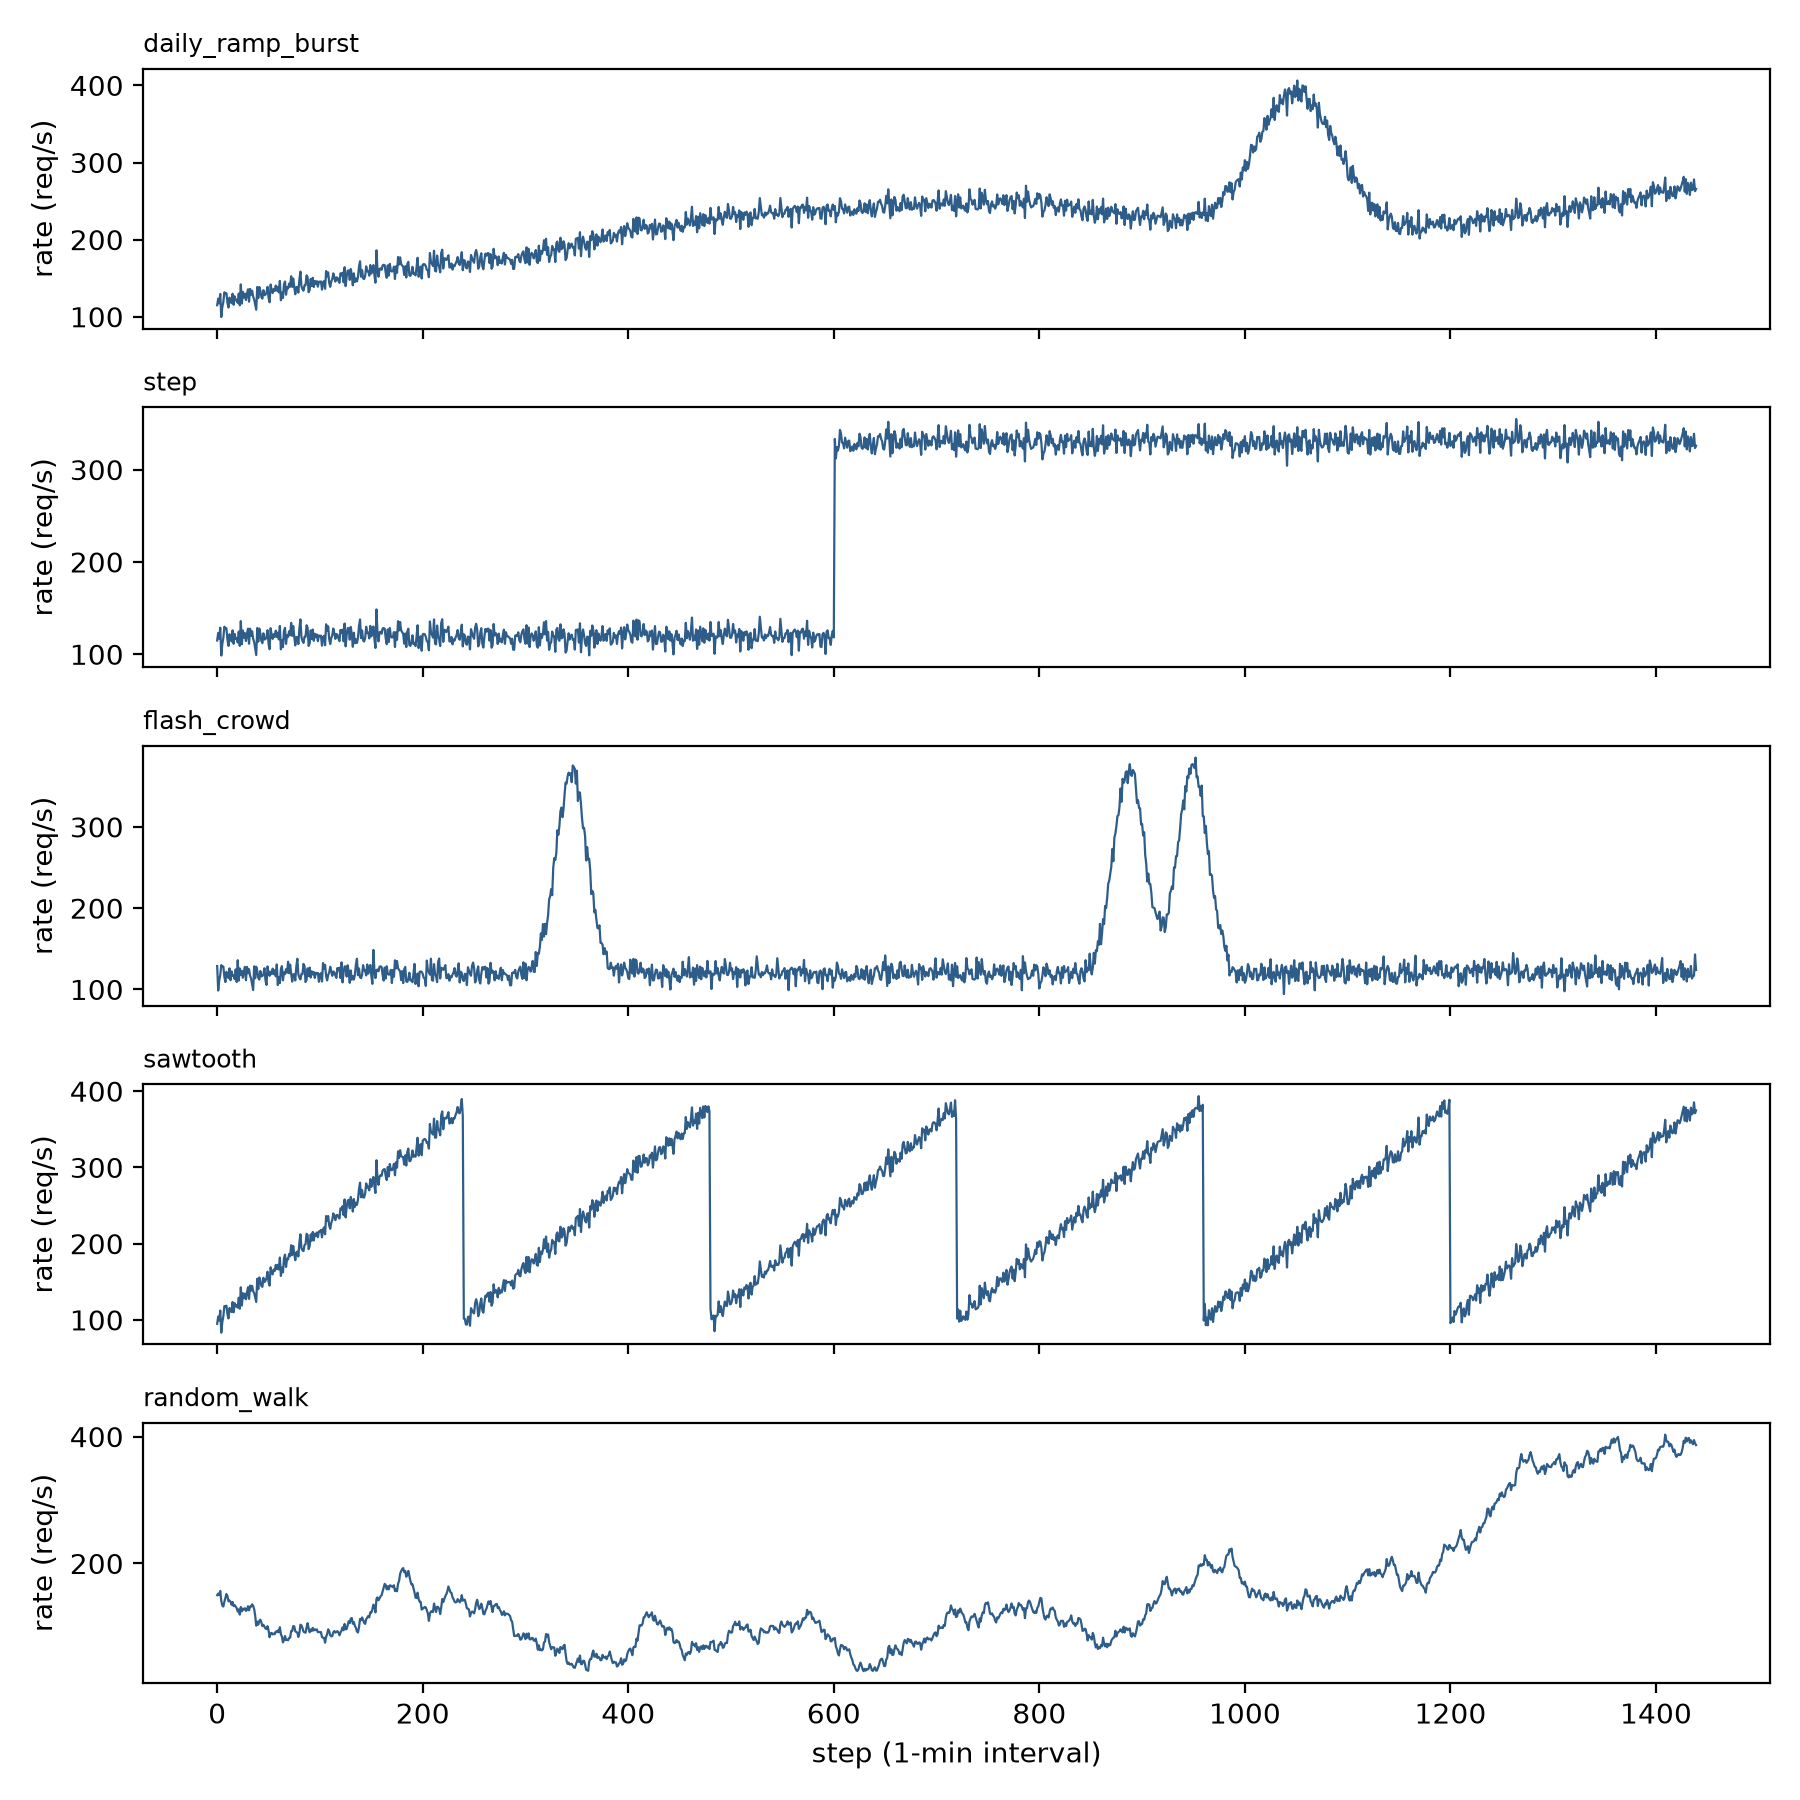 daily_ramp_burst
400
300
200
100
rate (req/s)
step
300
200
100
rate (req/s)
flash_crowd
300
200
100
rate (req/s)
sawtooth
400
300
200
100
rate (req/s)
random_walk
400
200
rate (req/s)
0 200 400 600 800 1000 1200 1400
step (1-min interval)